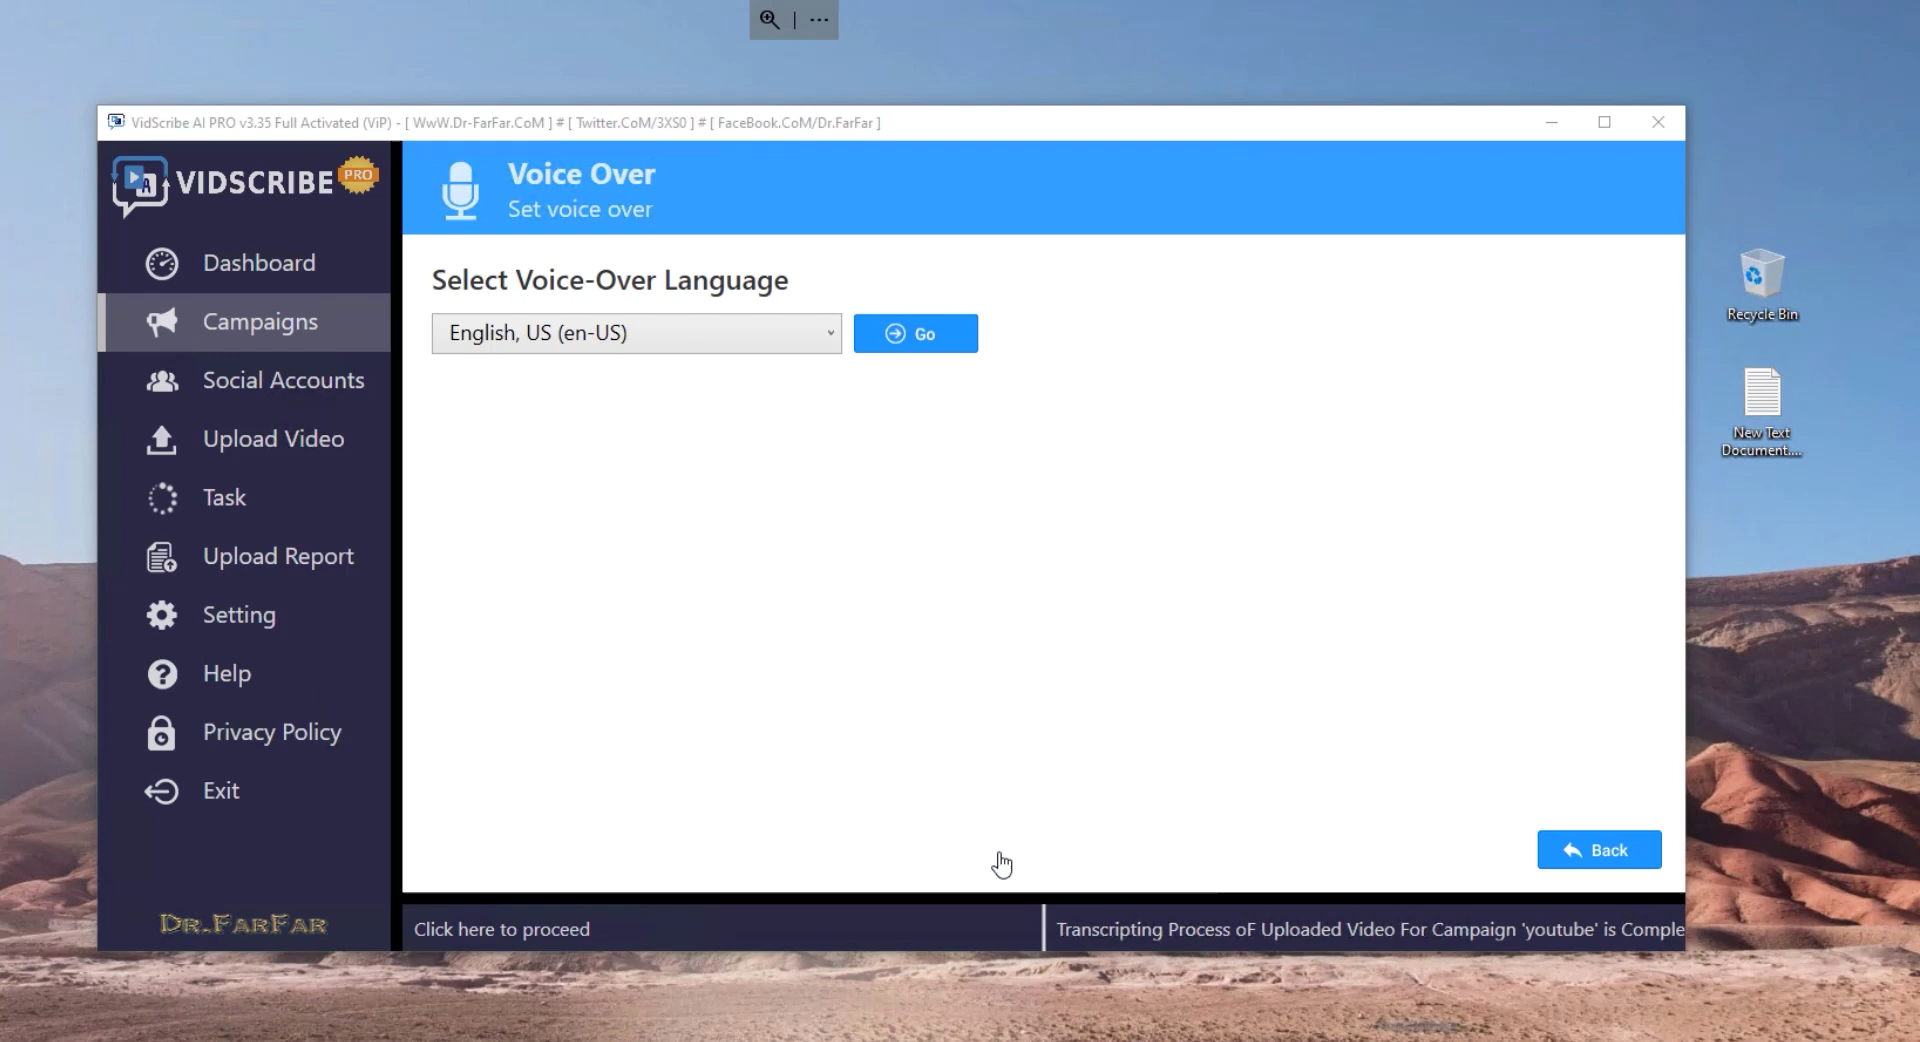 VidScribe AI PRO v3.35 Full Activated (ViP) - [ WwW.Dr-FarFar.CoM ] # [ Twitter.CoM/3XS0 ] # [ FaceBook.CoM/Dr.FarFar ]
VIDSCRIBE PRO
A
Voice Over
Set voice over
Dashboard
Campaigns
Social Accounts
Upload Video
Task
Upload Report
Setting
Help
Privacy Policy
Exit
DR.FARFAR
Select Voice-Over Language
English, US (en-US)
Go
Back
Click here to proceed
Transcripting Process oF Uploaded Video For Campaign 'youtube' is Comple
Recycle Bin
New Text
Document....